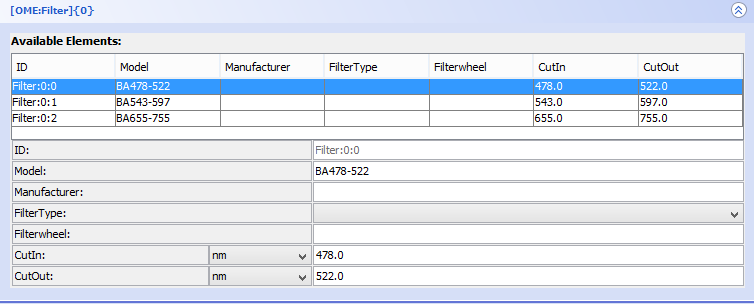 [OME:Filter]{0}
Available Elements:
ID Model Manufacturer FilterType Filterwheel CutIn CutOut
Filter:0:0 BA478-522 478.0 522.0
Filter:0:1 BA543-597 543.0 597.0
Filter:0:2 BA655-755 655.0 755.0
ID: Filter:0:0
Model: BA478-522
Manufacturer:
FilterType:
Filterwheel:
CutIn: nm 478.0
CutOut: nm 522.0